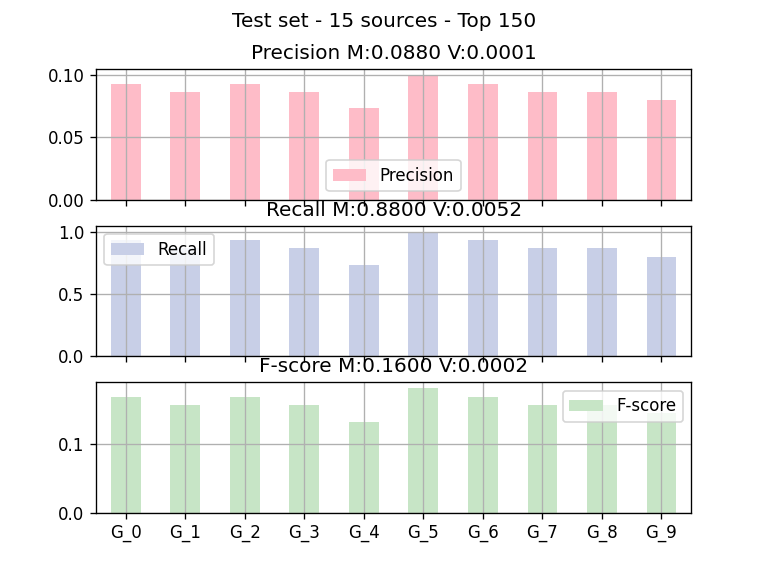 Test set - 15 sources - Top 150
Precision M:0.0880 V:0.0001
0.10
0.05
0.00
Precision
Recall M:0.8800 V:0.0052
1.0
0.5
0.0
Recall
F-score M:0.1600 V:0.0002
0.1
0.0
F-score
G_0 G_1 G_2 G_3 G_4 G_5 G_6 G_7 G_8 G_9